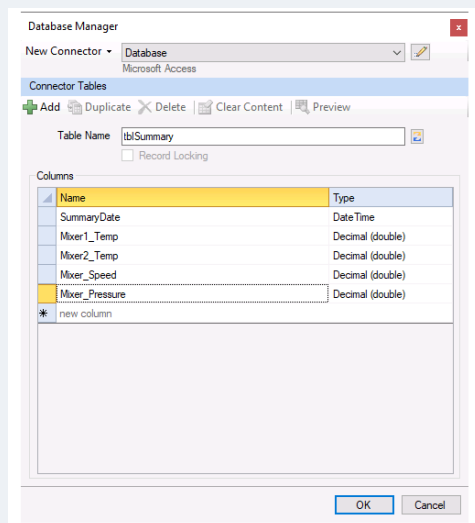 Database Manager
x
New Connector Database
Microsoft Access
Connector Tables
Add Duplicate Delete Clear Content Preview
Table Name tblSummary
Record Locking
Columns
Name Type
SummaryDate DateTime
Mixer1_Temp Decimal (double)
Mixer2_Temp Decimal (double)
Mixer_Speed Decimal (double)
Mixer_Pressure Decimal (double)
* new column
OK Cancel